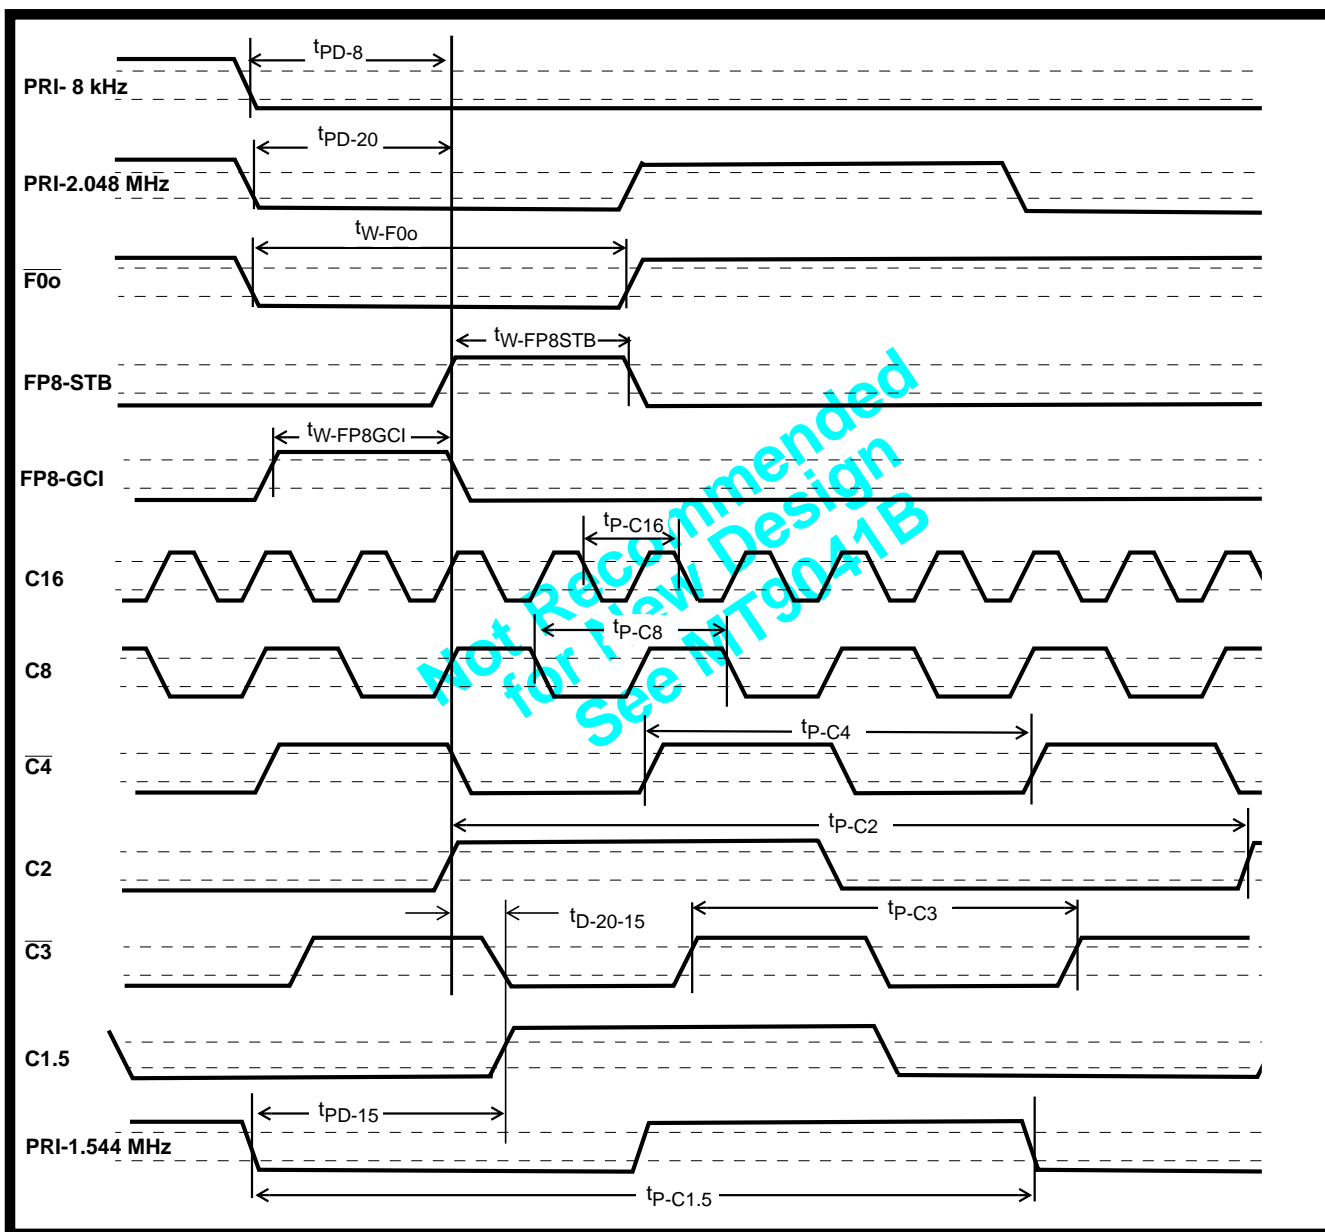 tPD-8
PRI- 8 kHz
tPD-20
PRI-2.048 MHz
tW-F0o
F0o
tW-FP8STB
FP8-STB
tW-FP8GCI
FP8-GCI
tP-C16
C16
tP-C8
C8
tP-C4
C4
tP-C2
C2
tD-20-15
tP-C3
C3
C1.5
tPD-15
PRI-1.544 MHz
tP-C1.5
Not Recommended
for New Design
See MT9041B